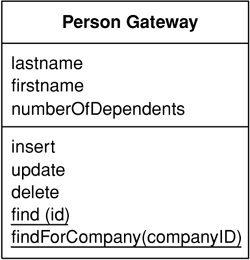 Person Gateway
lastname
firstname
numberOfDependents
insert
update
delete
find (id)
findForCompany(companyID)